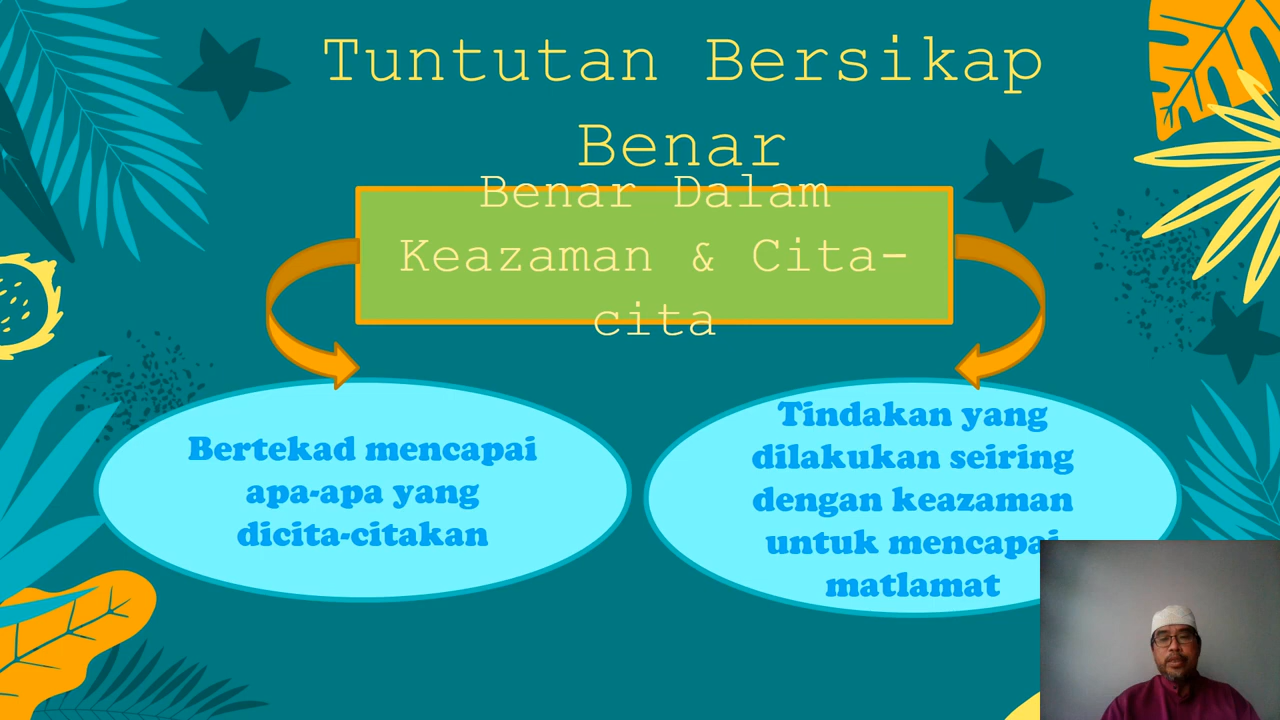 Tuntutan Bersikap
Benar
Benar Dalam
Keazaman & Cita-
cita
Bertekad mencapai
apa-apa yang
dicita-citakan
Tindakan yang
dilakukan seiring
dengan keazaman
untuk mencapai
matlamat